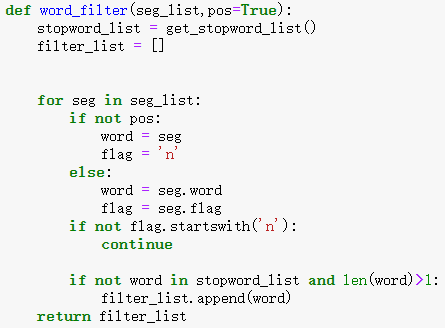 def word_filter(seg_list,pos=True):
    stopword_list = get_stopword_list()
    filter_list = []
    for seg in seg_list:
        if not pos:
            word = seg
            flag = 'n'
        else:
            word = seg.word
            flag = seg.flag
        if not flag.startswith('n'):
            continue
        if not word in stopword_list and len(word)>1:
            filter_list.append(word)
    return filter_list